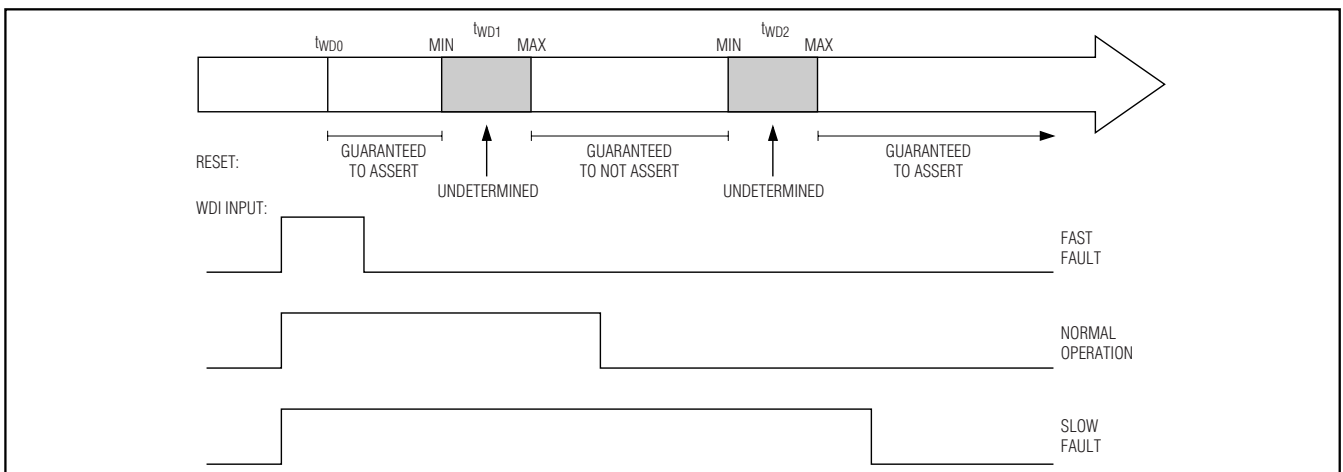 tWD0
MIN
tWD1
MAX
MIN
tWD2
MAX
RESET:
GUARANTEED
TO ASSERT
UNDETERMINED
GUARANTEED
TO NOT ASSERT
UNDETERMINED
GUARANTEED
TO ASSERT
WDI INPUT:
FAST
FAULT
NORMAL
OPERATION
SLOW
FAULT